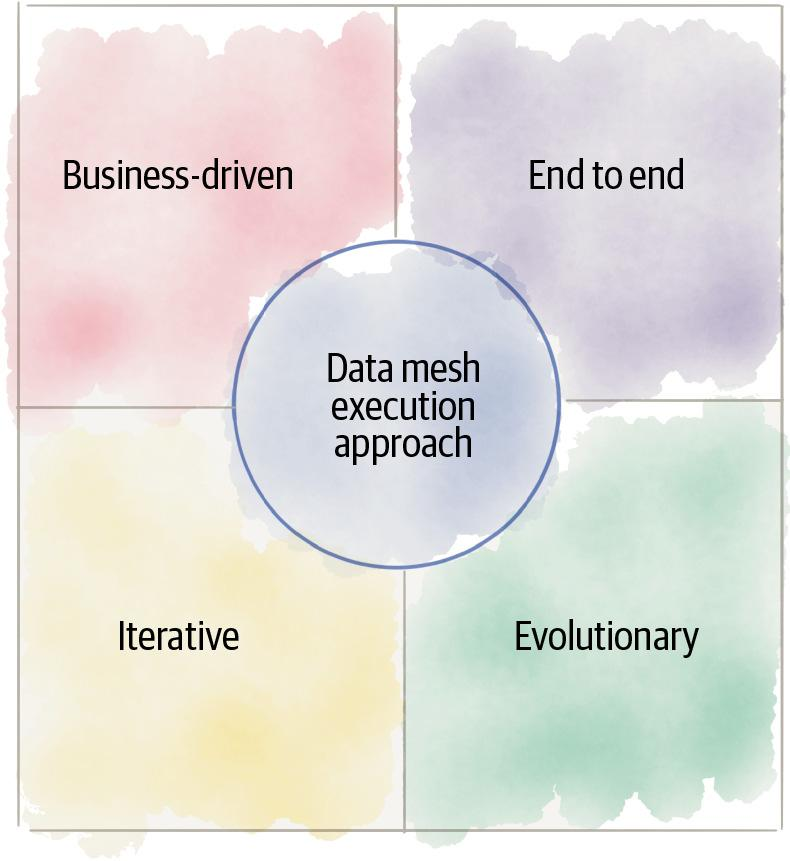 Business-driven
End to end
Data mesh
execution
approach
Iterative
Evolutionary